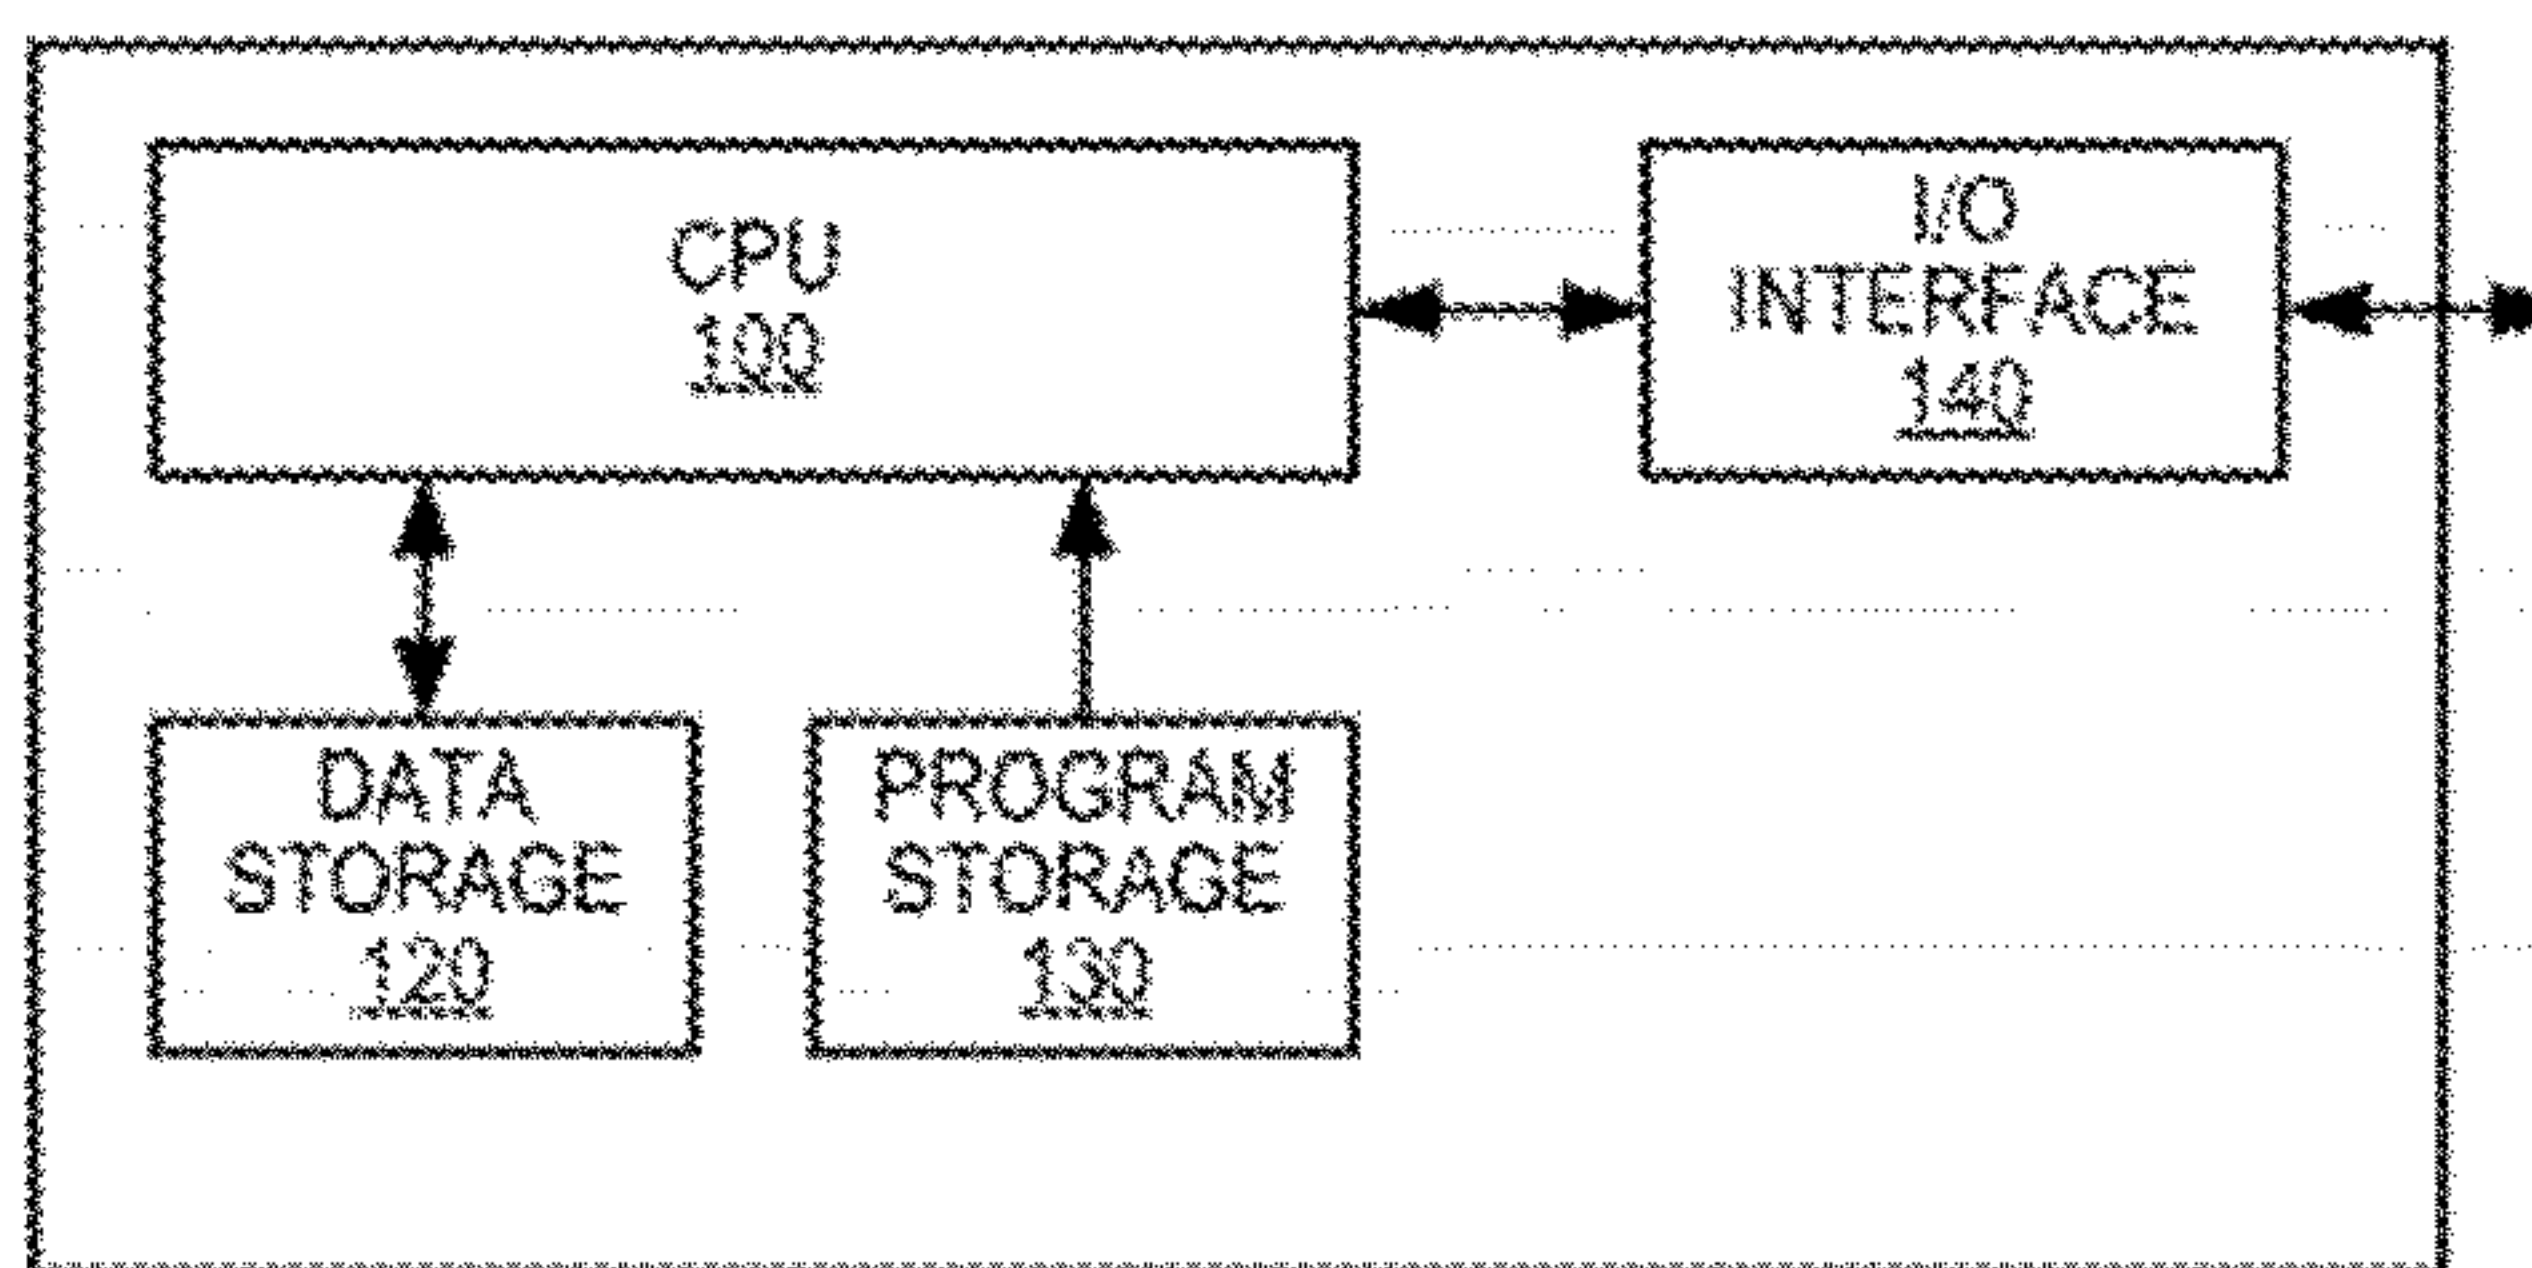 CPU
100
I/O
INTERFACE
140
DATA
STORAGE
120
PROGRAM
STORAGE
130